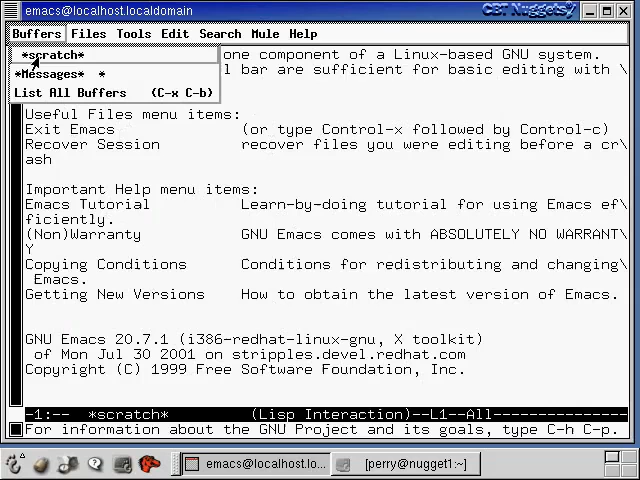 emacs@localhost.localdomain
CBT Nuggets
Buffers Files Tools Edit Search Mule Help
*scratch*
one component of a Linux-based GNU system.
*Messages* *
l bar are sufficient for basic editing with \
List All Buffers (C-x C-b)
Useful Files menu items:
Exit Emacs (or type Control-x followed by Control-c)
Recover Session recover files you were editing before a cr\
ash
Important Help menu items:
Emacs Tutorial Learn-by-doing tutorial for using Emacs ef\
ficiently.
(Non)Warranty GNU Emacs comes with ABSOLUTELY NO WARRANT\
Y
Copying Conditions Conditions for redistributing and changing\
Emacs.
Getting New Versions How to obtain the latest version of Emacs.
GNU Emacs 20.7.1 (i386-redhat-linux-gnu, X toolkit)
of Mon Jul 30 2001 on stripples.devel.redhat.com
Copyright (C) 1999 Free Software Foundation, Inc.
-1:-- *scratch* (Lisp Interaction)--L1--All--------------
For information about the GNU Project and its goals, type C-h C-p.
emacs@localhost.lo... [perry@nugget1:~]